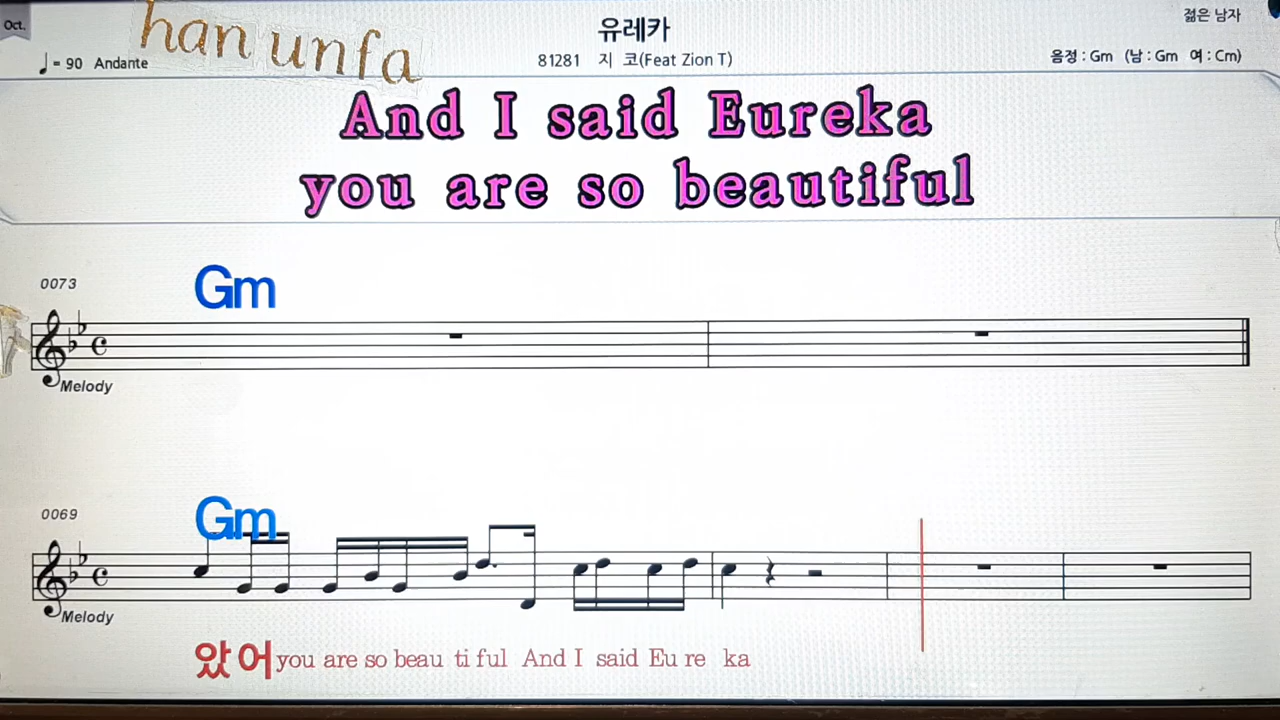 Oct.
han unfa
유레카
젊은 남자
♩= 90 Andante
81281 지 코(Feat Zion T)
음정 : Gm (남 : Gm 여 : Cm)
And I said Eureka
you are so beautiful
0073
Gm
Melody
0069
Gm
Melody
았 어 you are so beau ti ful And I said Eu re ka